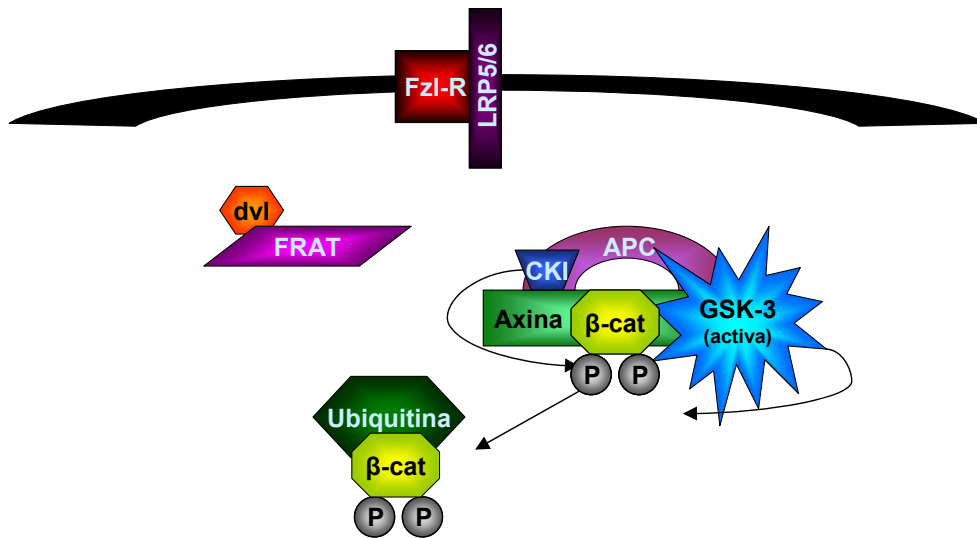 Fzl-R
LRP5/6
dvl
FRAT
APC
CKI
GSK-3
(activa)
Axina
β-cat
P P
Ubiquitina
β-cat
P P